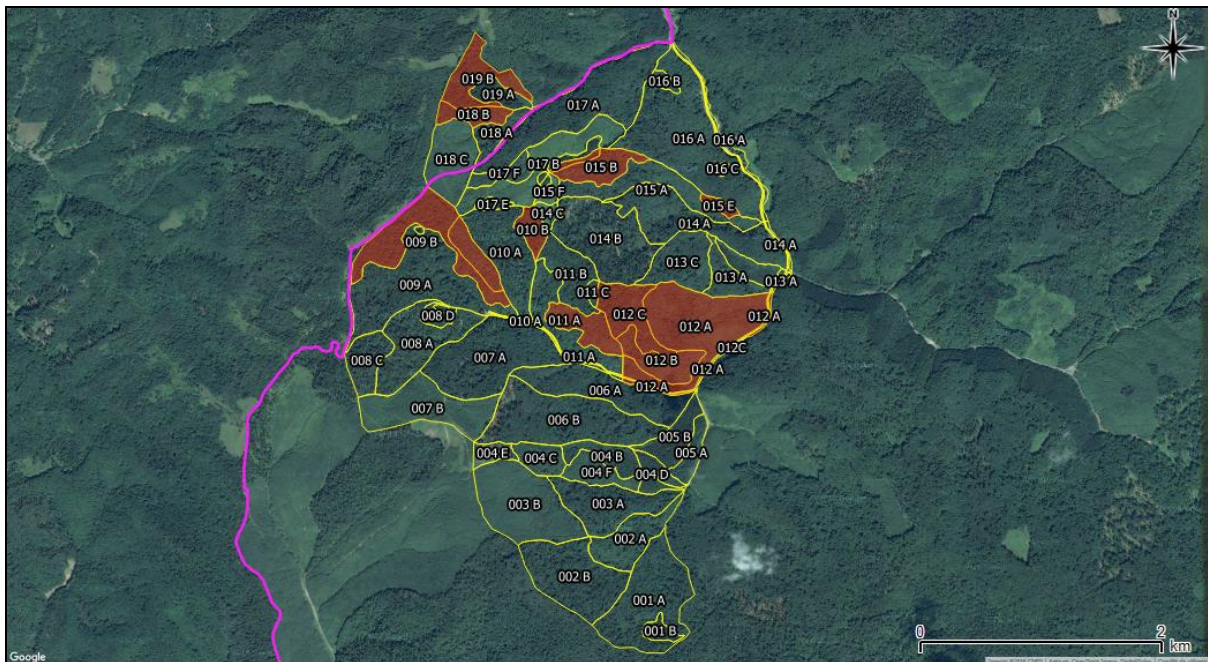 N
016 B
019 B
019 A
017 A
018 B
018 A
016 A
016 A
018 C
017 B
015 B
016 C
017 F
015 F
015 A
017 E
014 C
015 E
010 B
014 A
009 B
010 A
014 B
014 A
013 C
011 B
013 A
013 A
009 A
011 C
008 D
010 A
011 A
012 C
012 A
012 A
008 A
012C
008 C
007 A
011 A
012 B
012 A
006 A
012 A
007 B
006 B
005 B
004 E
004 C
004 B
005 A
004 F
004 D
003 B
003 A
002 A
002 B
001 A
001 B
0
2
km
Google